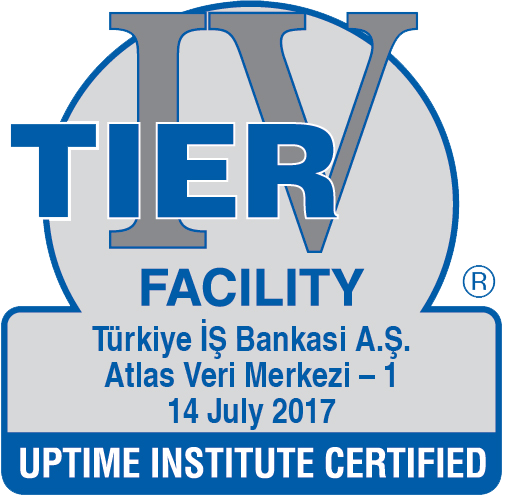 TIER IV
FACILITY
®
Türkiye İŞ Bankasi A.Ş.
Atlas Veri Merkezi – 1
14 July 2017
UPTIME INSTITUTE CERTIFIED